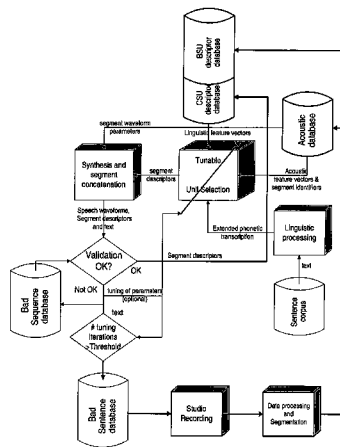 BSU
descriptor
database
CSU
descriptor
database
Acoustic
database
segment waveform
parameters
Linguistic feature vectors
Synthesis and
segment
concatenation
segment
descriptors
Tunable
Unit Selection
Acoustic
feature vectors &
segment identifiers
Speech waveforms,
Segment descriptors
and text
Extended phonetic
transcription
Linguistic
processing
Validation
OK?
OK
Segment descriptors
text
Bad
Sequence
database
Not OK
tuning of parameters
(optional)
text
Sentence
corpus
# tuning
iterations
>Threshold
Bad
Sentence
database
Studio
Recording
Data processing
and
Segmentation